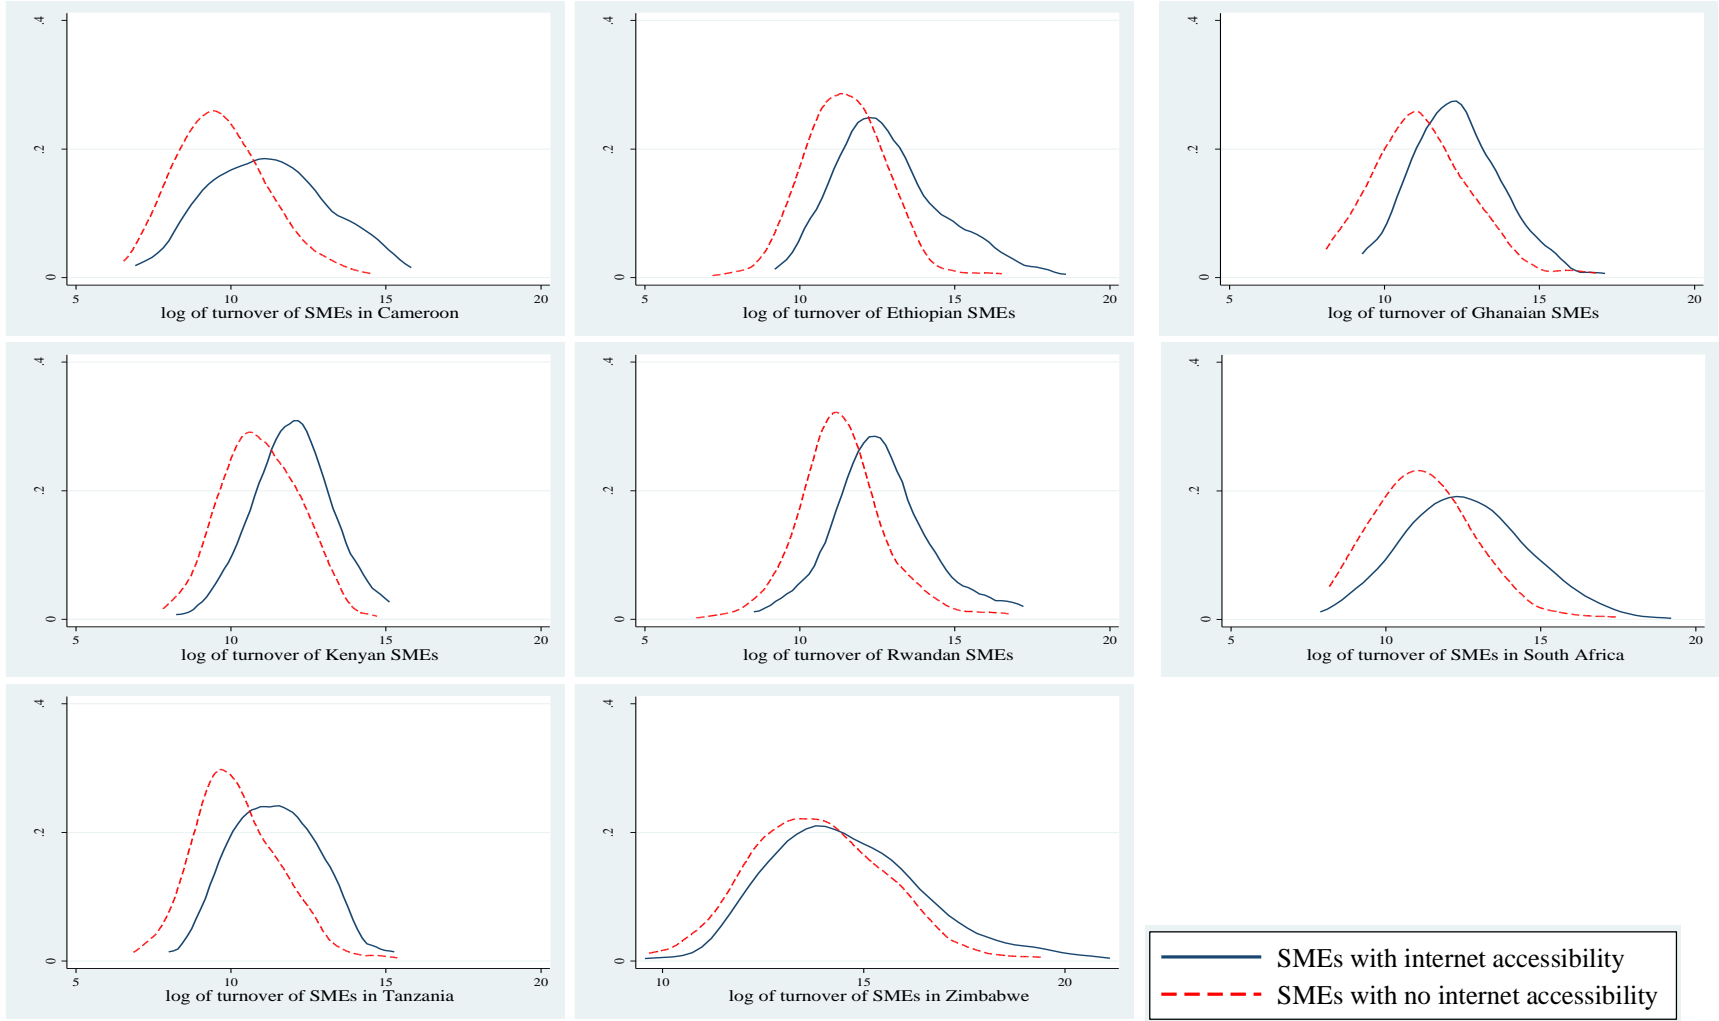 .4
.2
0
5 10 15 20
log of turnover of SMEs in Cameroon
.4
.2
0
5 10 15 20
log of turnover of Ethiopian SMEs
.4
.2
0
5 10 15 20
log of turnover of Ghanaian SMEs
.4
.2
0
5 10 15 20
log of turnover of Kenyan SMEs
.4
.2
0
5 10 15 20
log of turnover of Rwandan SMEs
.4
.2
0
5 10 15 20
log of turnover of SMEs in South Africa
.4
.2
0
5 10 15 20
log of turnover of SMEs in Tanzania
.4
.2
0
10 15 20
log of turnover of SMEs in Zimbabwe
SMEs with internet accessibility
SMEs with no internet accessibility